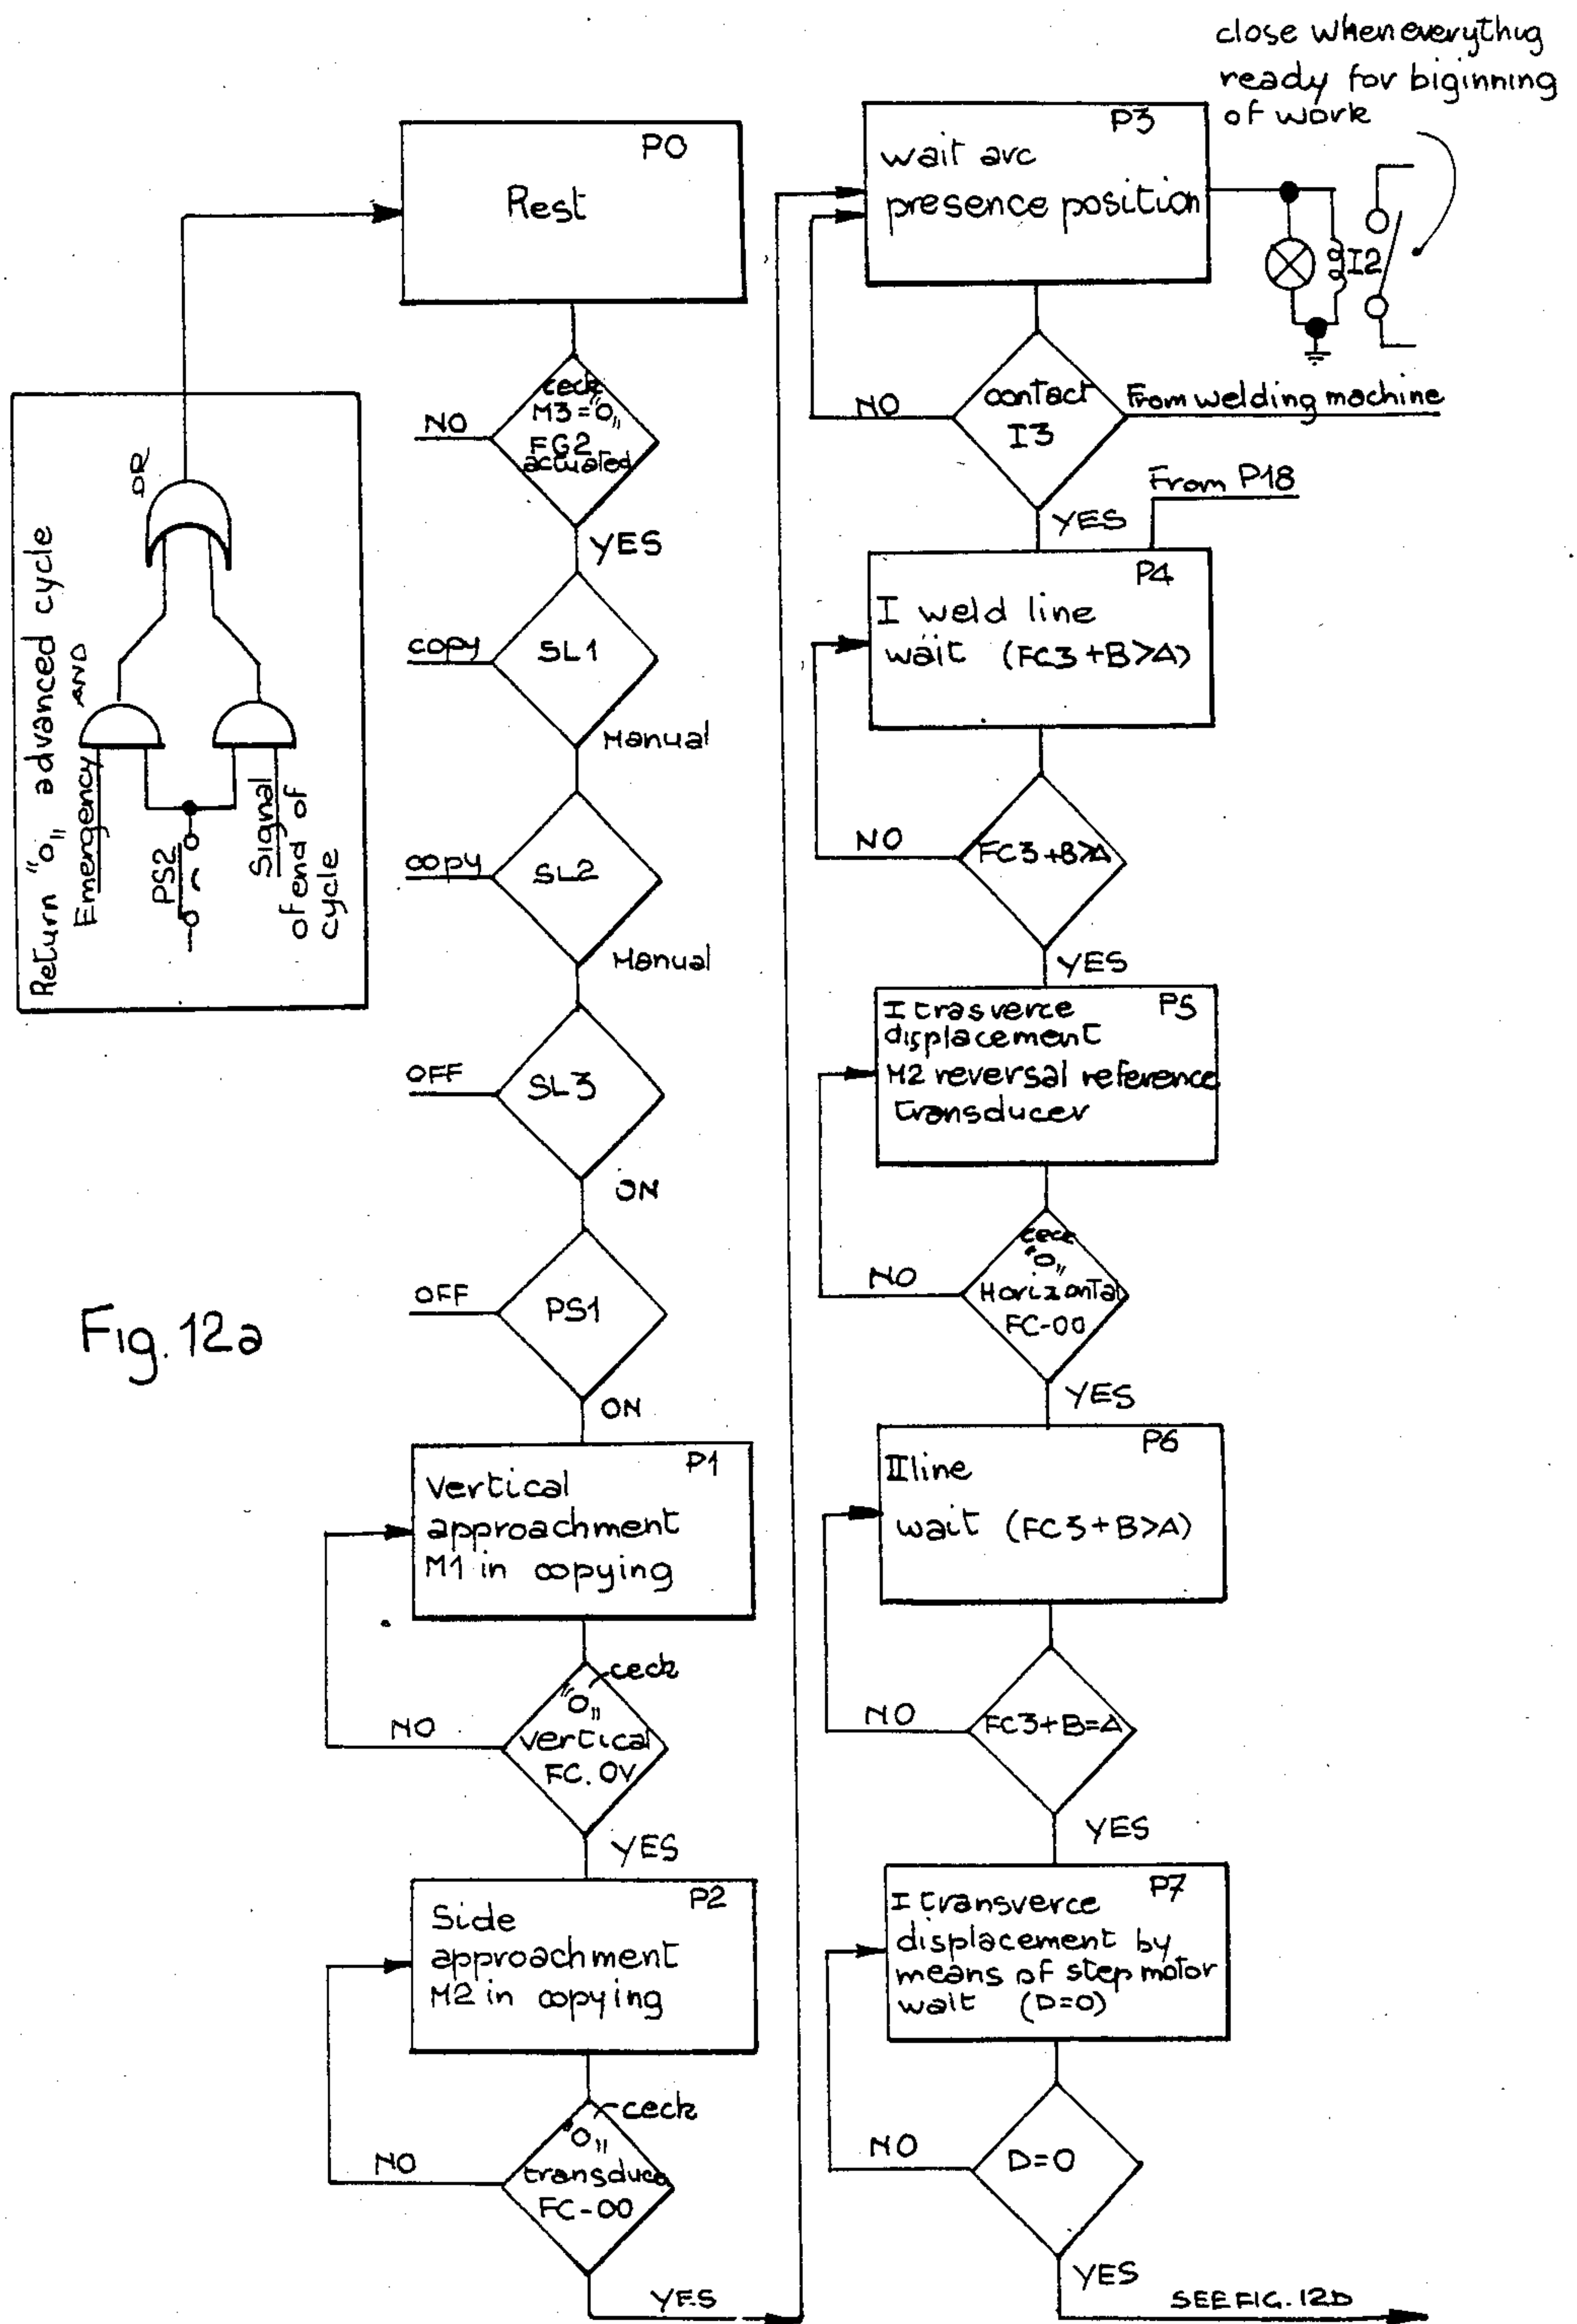 close when everythug
ready for biginning
of work
P0
Rest
ceck
M3="0"
FG2
actuated
NO
YES
SL1
copy
Manual
SL2
copy
Manual
SL3
OFF
ON
PS1
OFF
ON
P1
Vertical
approachment
M1 in copying
ceck
"0"
vertical
FC.0V
NO
YES
P2
Side
approachment
M2 in copying
ceck
"0"
transduce
FC-00
NO
YES
Return "0" advanced cycle
OR
AND
Emergency
PS2
Signal
of end of
cycle
Fig. 12a
P3
wait arc
presence position
I2
contact
I3
NO
From welding machine
YES
From P18
P4
I weld line
wait (FC3+B>A)
FC3+B>A
NO
YES
P5
I trasverce
displacement
M2 reversal reference
transducer
ceck
"0"
Horizontal
FC-00
NO
YES
P6
II line
wait (FC3+B>A)
FC3+B=A
NO
YES
P7
I transverce
displacement by
means of step motor
wait (D=0)
D=0
NO
YES
SEE FIG. 12D